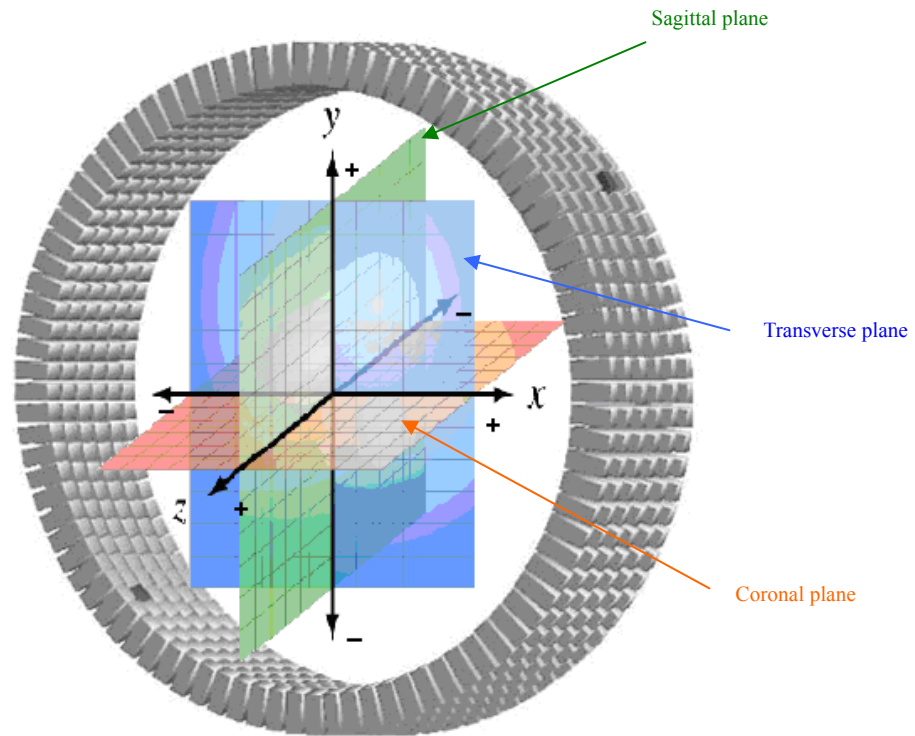 Sagittal plane
y
+
Transverse plane
−
−
x
+
z
+
Coronal plane
−